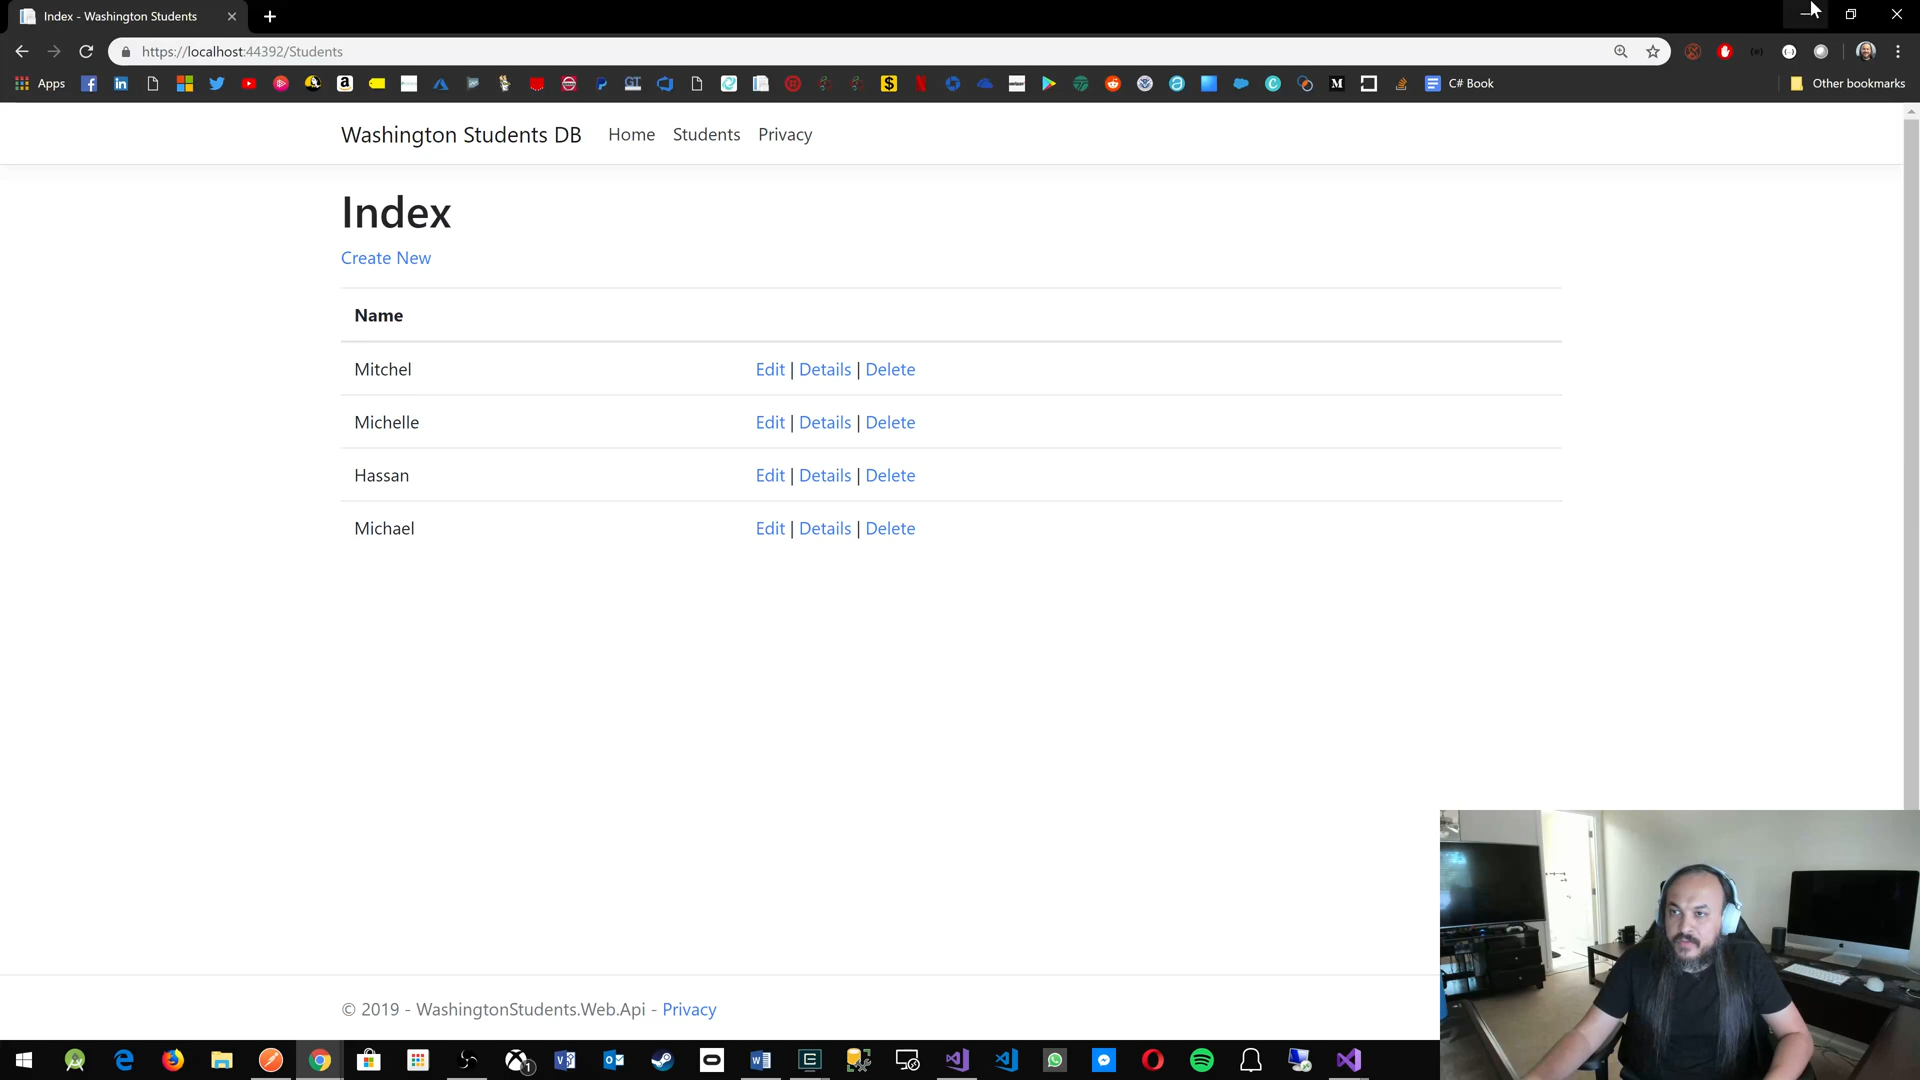 Index - Washington Students
https://localhost:44392/Students
Apps
C# Book
Other bookmarks
Washington Students DB Home Students Privacy
Index
Create New
Name
Mitchel Edit | Details | Delete
Michelle Edit | Details | Delete
Hassan Edit | Details | Delete
Michael Edit | Details | Delete
© 2019 - WashingtonStudents.Web.Api - Privacy